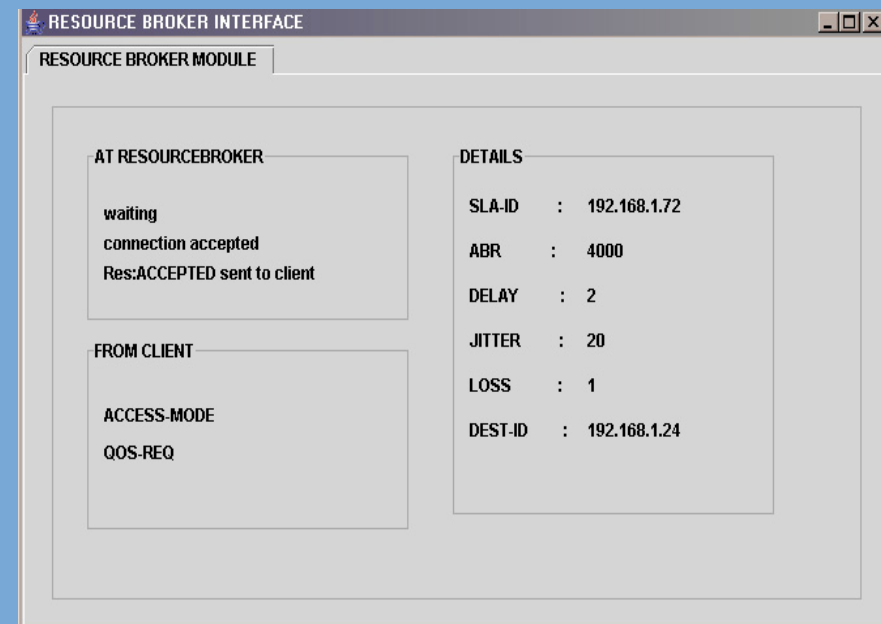 RESOURCE BROKER INTERFACE
RESOURCE BROKER MODULE
AT RESOURCEBROKER
waiting
connection accepted
Res:ACCEPTED sent to client
FROM CLIENT
ACCESS-MODE
QOS-REQ
DETAILS
SLA-ID : 192.168.1.72
ABR : 4000
DELAY : 2
JITTER : 20
LOSS : 1
DEST-ID : 192.168.1.24